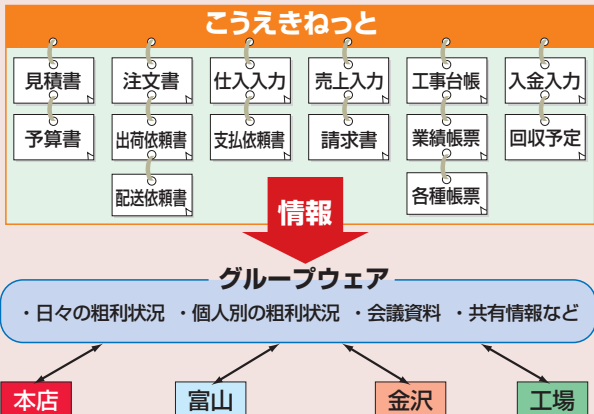 こうえきねっと
見積書 注文書 仕入入力 売上入力 工事台帳 入金入力
予算書 出荷依頼書 支払依頼書 請求書 業績帳票 回収予定
配送依頼書 各種帳票
情報
グループウェア
・日々の粗利状況 ・個人別の粗利状況 ・会議資料 ・共有情報など
本店 富山 金沢 工場